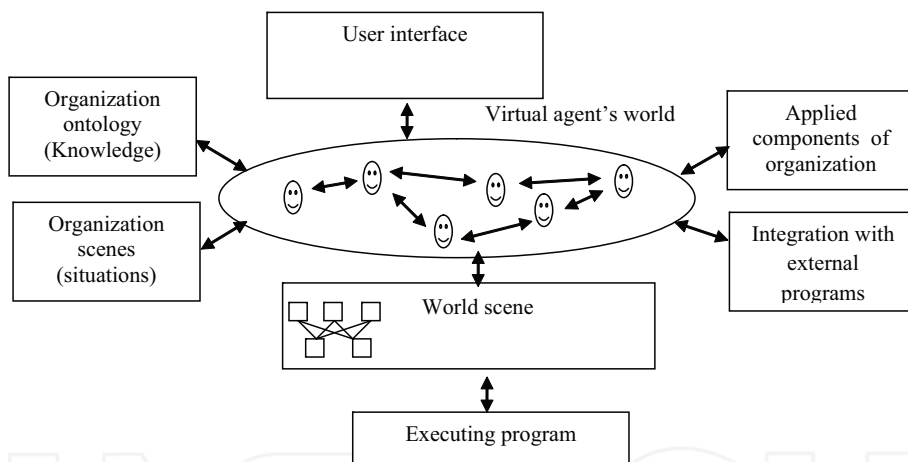 User interface
Organization
ontology
(Knowledge)
Virtual agent's world
Applied
components of
organization
Organization
scenes
(situations)
Integration with
external
programs
World scene
Executing program